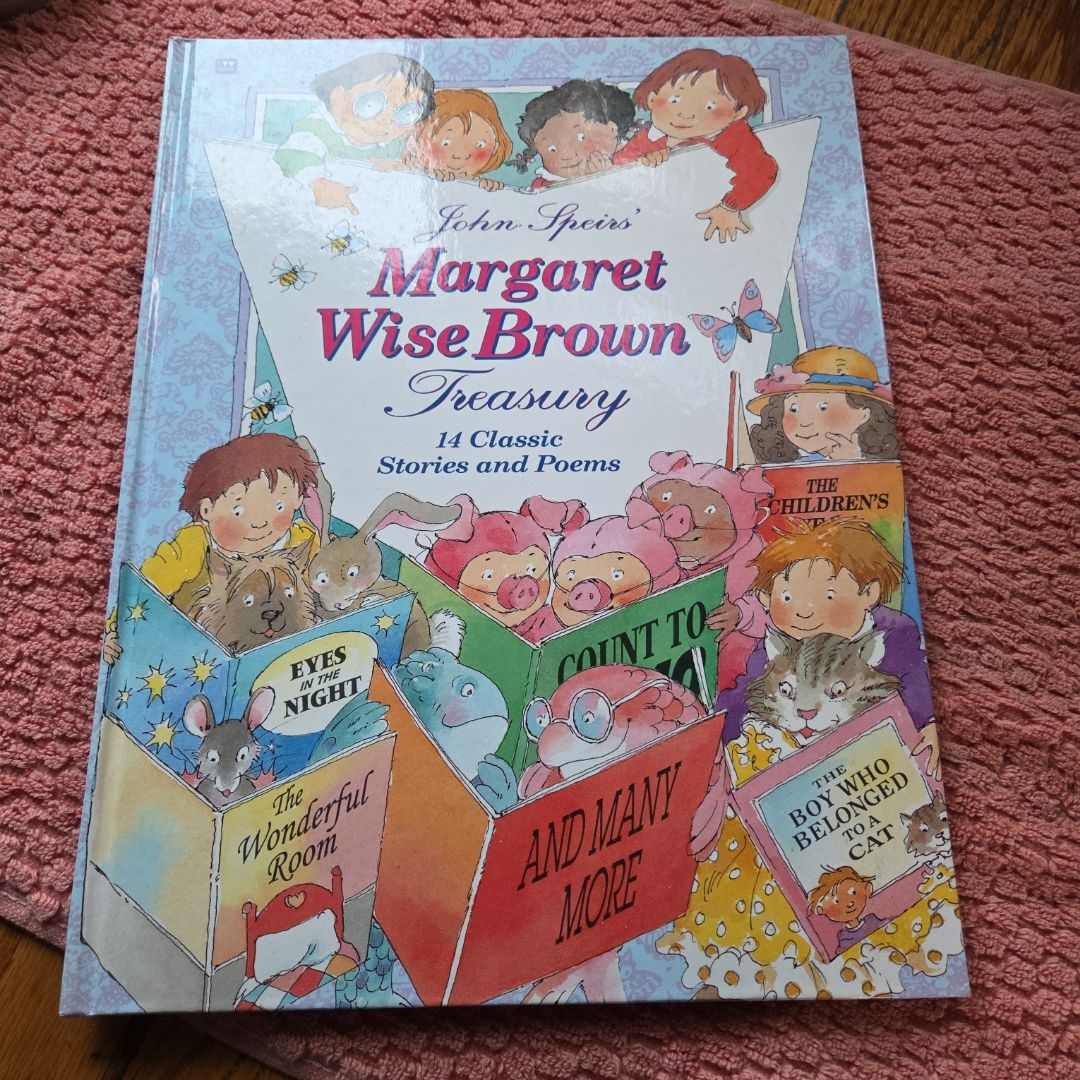 John Speirs'
Margaret
Wise Brown
Treasury
14 Classic
Stories and Poems
THE
CHILDREN'S
EYES
IN THE
NIGHT
COUNT TO
10
The
Wonderful
Room
AND MANY
MORE
THE
BOY WHO
BELONGED
TO A
CAT